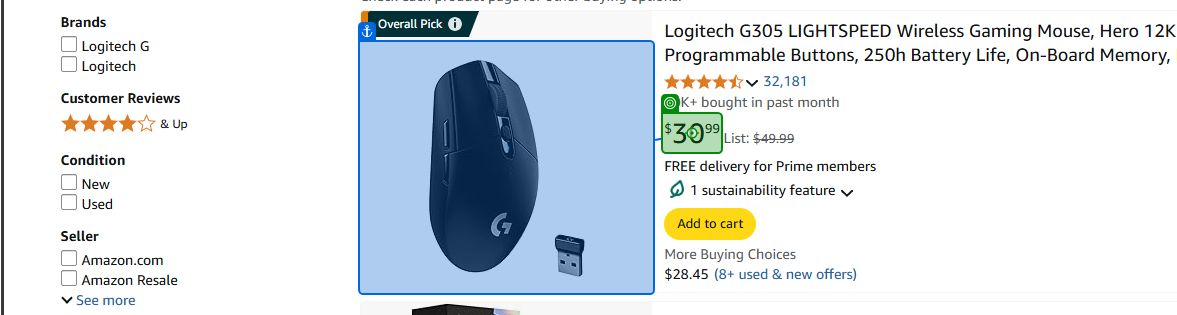 Brands
Logitech G
Logitech
Customer Reviews
& Up
Condition
New
Used
Seller
Amazon.com
Amazon Resale
See more
Overall Pick
Logitech G305 LIGHTSPEED Wireless Gaming Mouse, Hero 12K
Programmable Buttons, 250h Battery Life, On-Board Memory,
32,181
K+ bought in past month
$30.99 List: $49.99
FREE delivery for Prime members
1 sustainability feature
Add to cart
More Buying Choices
$28.45 (8+ used & new offers)